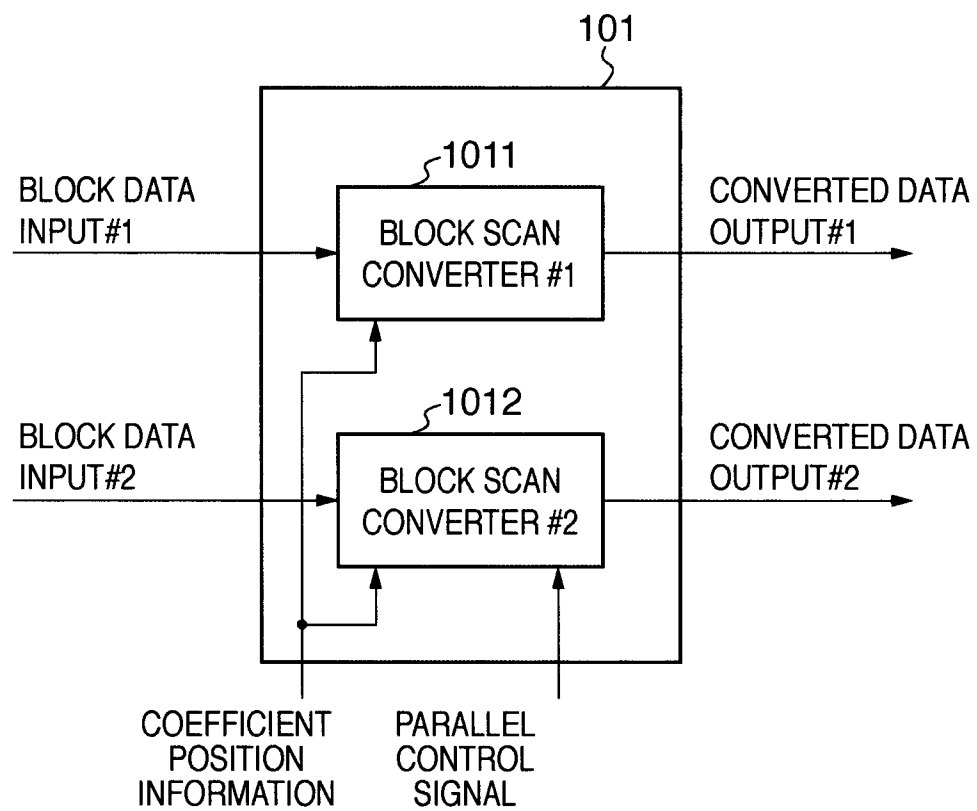 101
1011
BLOCK DATA
INPUT#1
BLOCK SCAN
CONVERTER #1
CONVERTED DATA
OUTPUT#1
1012
BLOCK DATA
INPUT#2
BLOCK SCAN
CONVERTER #2
CONVERTED DATA
OUTPUT#2
COEFFICIENT
POSITION
INFORMATION
PARALLEL
CONTROL
SIGNAL